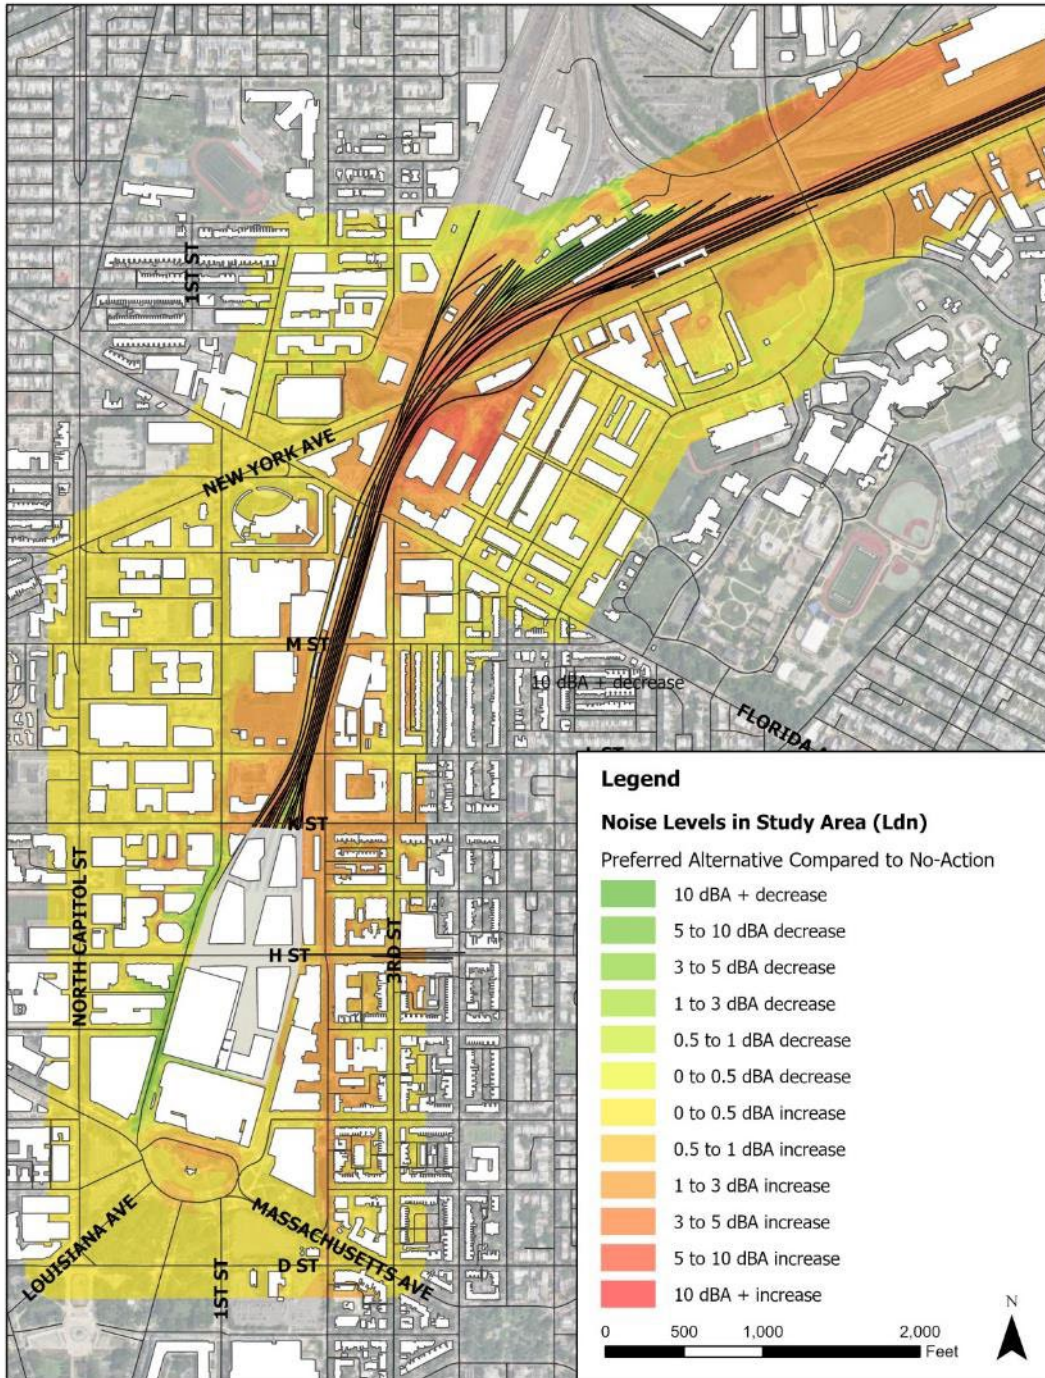 1ST ST
NEW YORK AVE
M ST
10 dBA + decrease
FLORIDA A
K ST
NORTH CAPITOL ST
3RD ST
H ST
LOUISIANA AVE
MASSACHUSETTS AVE
D ST
1ST ST
Legend
Noise Levels in Study Area (Ldn)
Preferred Alternative Compared to No-Action
10 dBA + decrease
5 to 10 dBA decrease
3 to 5 dBA decrease
1 to 3 dBA decrease
0.5 to 1 dBA decrease
0 to 0.5 dBA decrease
0 to 0.5 dBA increase
0.5 to 1 dBA increase
1 to 3 dBA increase
3 to 5 dBA increase
5 to 10 dBA increase
10 dBA + increase
N
0 500 1,000 2,000
Feet